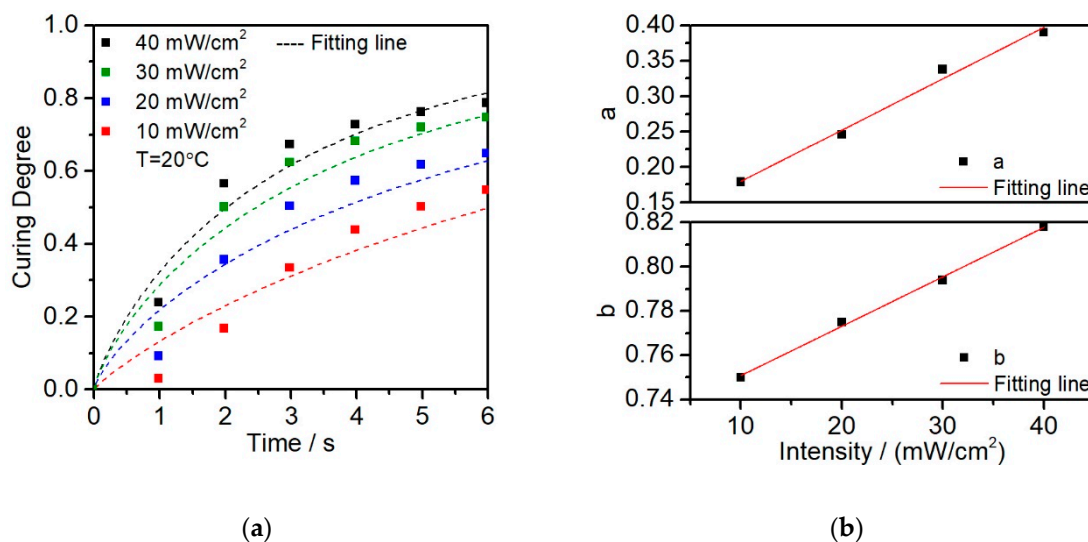 1.0
0.8
0.6
0.4
0.2
0.0
Curing Degree
40 mW/cm²
30 mW/cm²
20 mW/cm²
10 mW/cm²
T=20°C
Fitting line
0 1 2 3 4 5 6
Time / s
(a)
0.40
0.35
0.30
0.25
0.20
0.15
a
a
Fitting line
0.82
0.80
0.78
0.76
0.74
b
b
Fitting line
10 20 30 40
Intensity / (mW/cm²)
(b)